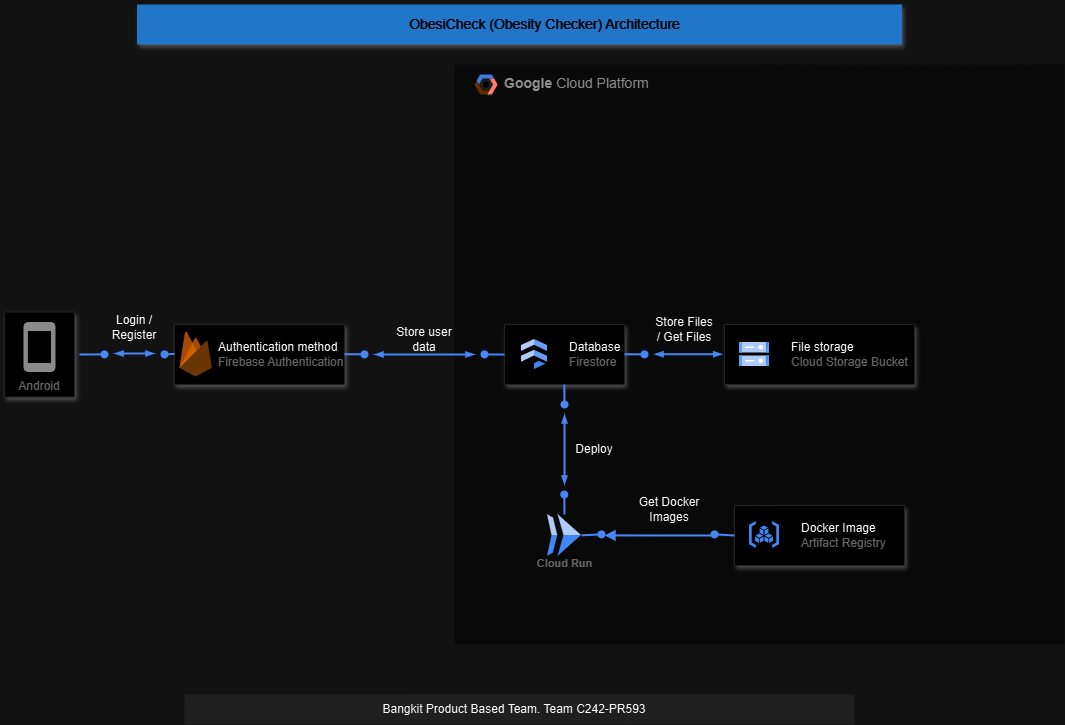 ObesiCheck (Obesity Checker) Architecture
Google Cloud Platform
Login /
Register
Android
Authentication method
Firebase Authentication
Store user
data
Database
Firestore
Store Files
/ Get Files
File storage
Cloud Storage Bucket
Deploy
Cloud Run
Get Docker
Images
Docker Image
Artifact Registry
Bangkit Product Based Team. Team C242-PR593